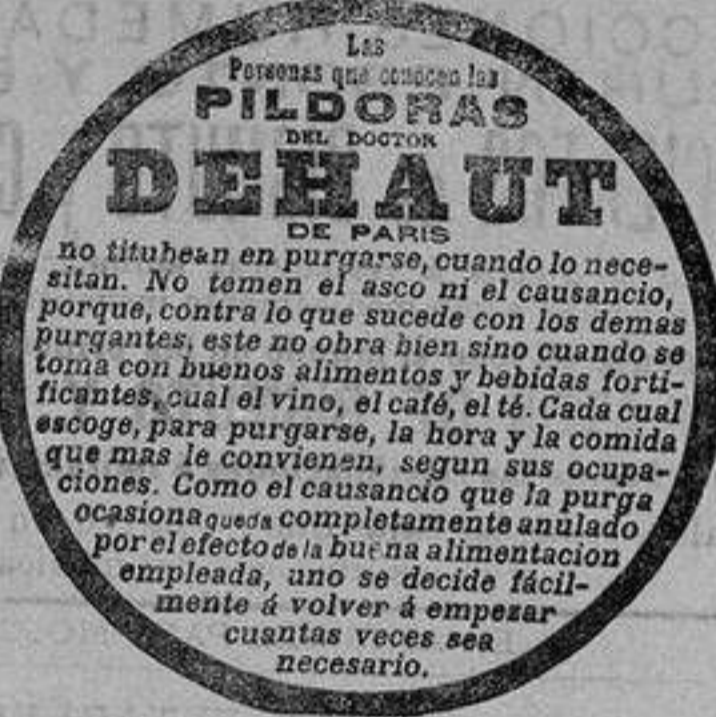 Las
Personas que conocen las
PILDORAS
DEL DOCTOR
DEHAUT
DE PARIS
no titubean en purgarse, cuando lo nece-
sitan. No temen el asco ni el causancio,
porque, contra lo que sucede con los demas
purgantes, este no obra bien sino cuando se
toma con buenos alimentos y bebidas forti-
ficantes, cual el vino, el café, el té. Cada cual
escoge, para purgarse, la hora y la comida
que mas le convienen, segun sus ocupa-
ciones. Como el causancio que la purga
ocasiona queda completamente anulado
por el efecto de la buena alimentacion
empleada, uno se decide fácil-
mente á volver á empezar
cuantas veces sea
necesario.